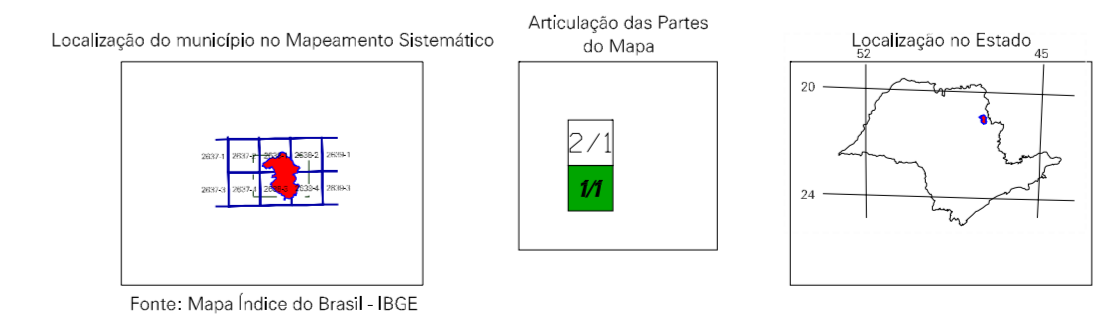 Localização do município no Mapeamento Sistemático
2637-1 2637-2 2638-2 2639-1
2637-3 2637-4 2638-3 2638-4 2639-3
Fonte: Mapa Índice do Brasil - IBGE
Articulação das Partes
do Mapa
2/1
1/1
Localização no Estado
52 45
20
24